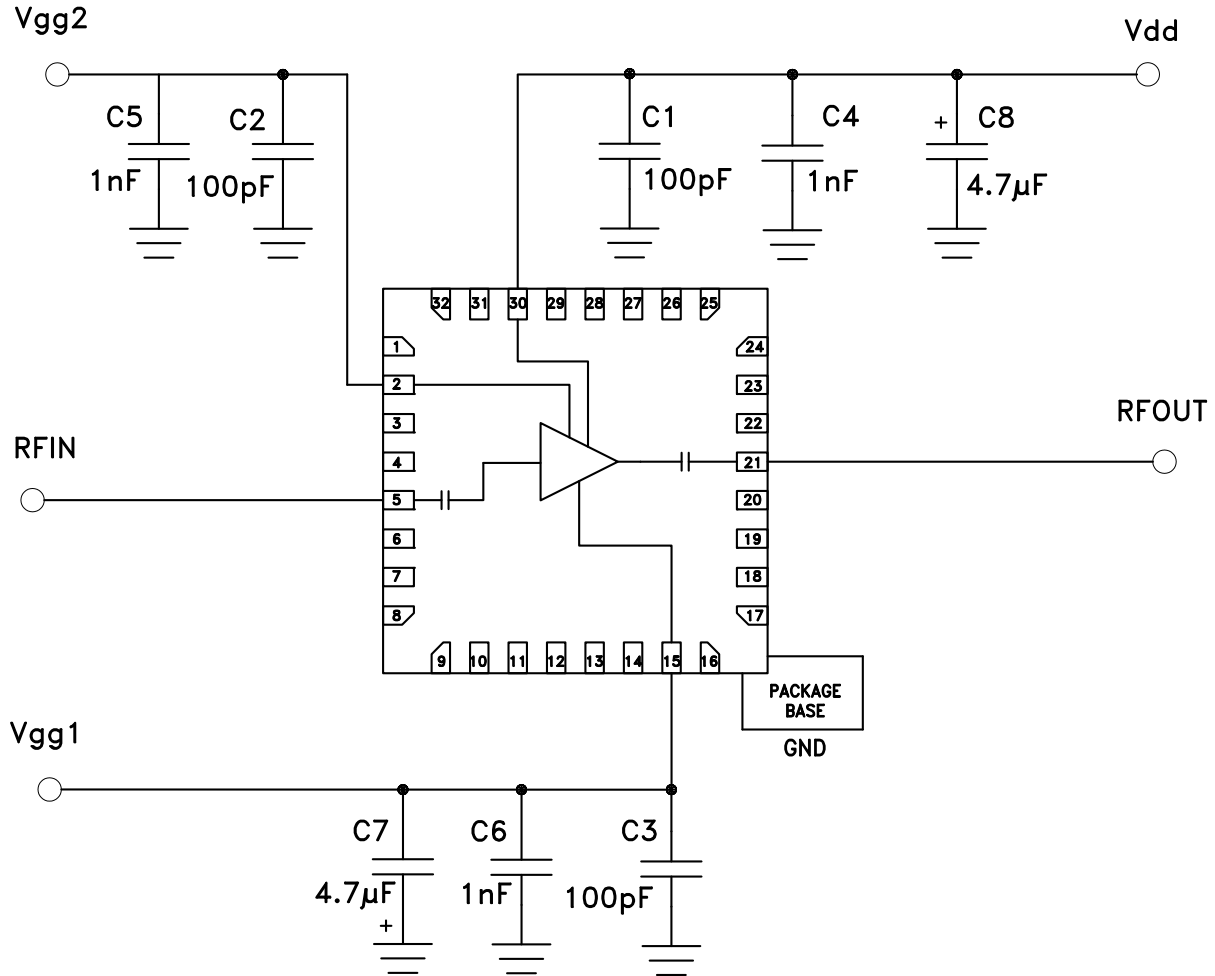 Vgg2
Vdd
C5
1nF
C2
100pF
C1
100pF
C4
1nF
+
C8
4.7µF
32 31 30 29 28 27 26 25
1
2
3
4
5
6
7
8
24
23
22
21
20
19
18
17
RFIN
RFOUT
9 10 11 12 13 14 15 16
PACKAGE
BASE
GND
Vgg1
C7
4.7µF
+
C6
1nF
C3
100pF